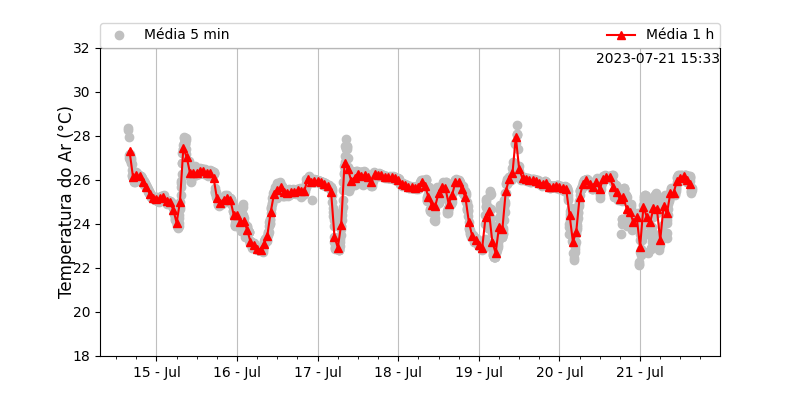 Média 5 min
Média 1 h
2023-07-21 15:33
Temperatura do Ar (°C)
32
30
28
26
24
22
20
18
15 - Jul
16 - Jul
17 - Jul
18 - Jul
19 - Jul
20 - Jul
21 - Jul